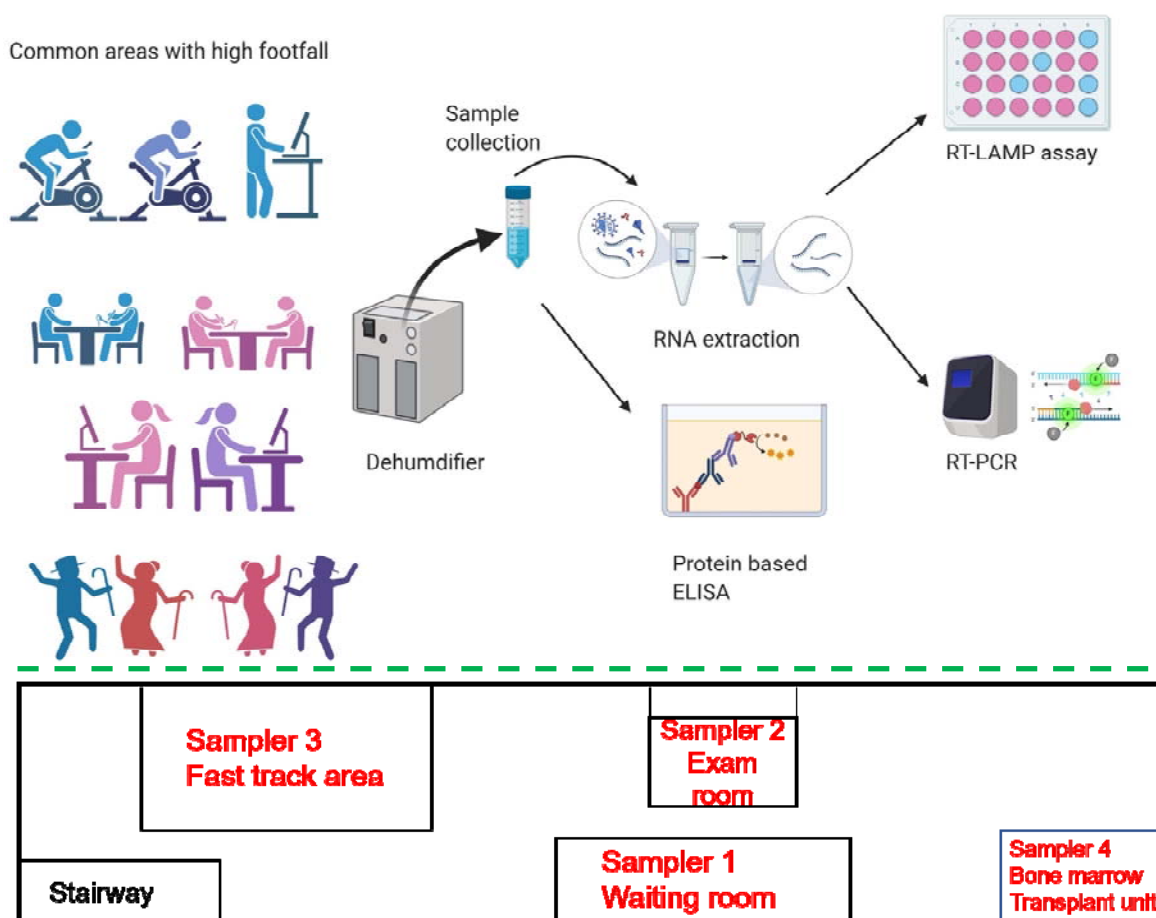 Common areas with high footfall
Sample
collection
RT-LAMP assay
RNA extraction
Dehumdifier
RT-PCR
Protein based
ELISA
Sampler 3
Fast track area
Sampler 2
Exam
room
Sampler 1
Waiting room
Sampler 4
Bone marrow
Transplant unit
Stairway